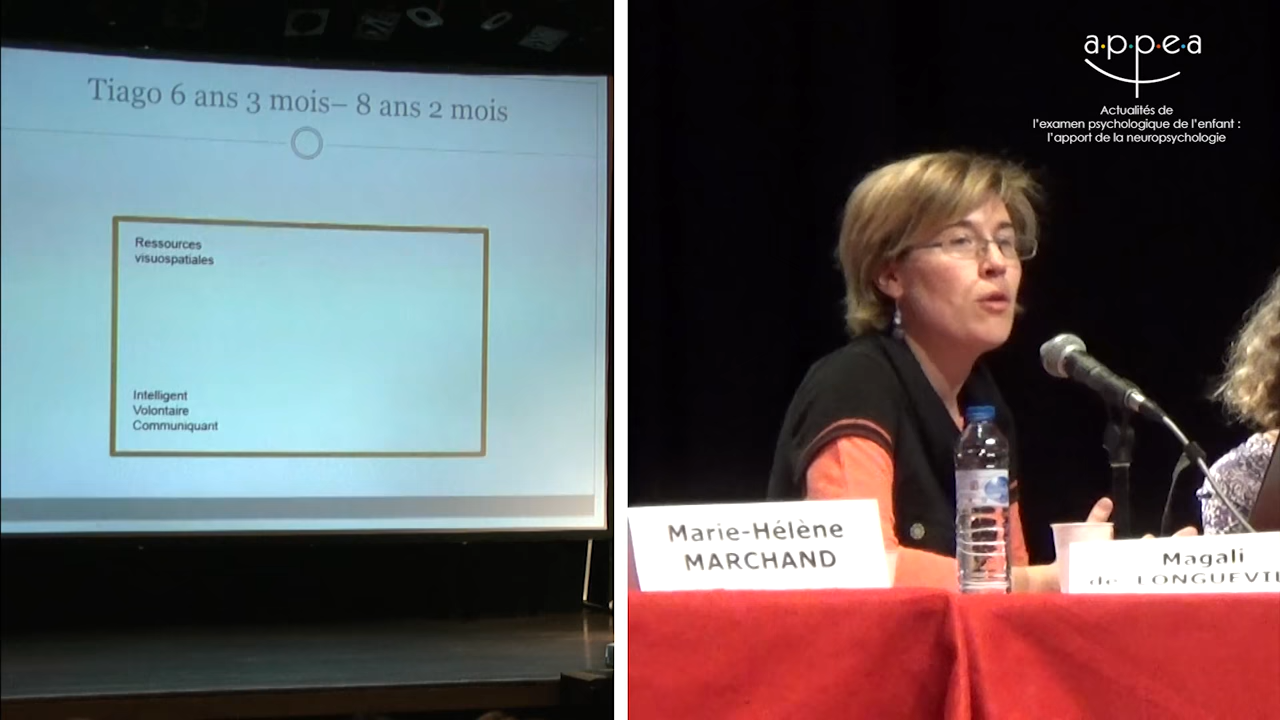 Tiago 6 ans 3 mois– 8 ans 2 mois
Ressources
visuospatiales
Intelligent
Volontaire
Communiquant
a·p·p·e·a
Actualités de
l'examen psychologique de l'enfant :
l'apport de la neuropsychologie
Marie-Hélène
MARCHAND
Magali
de